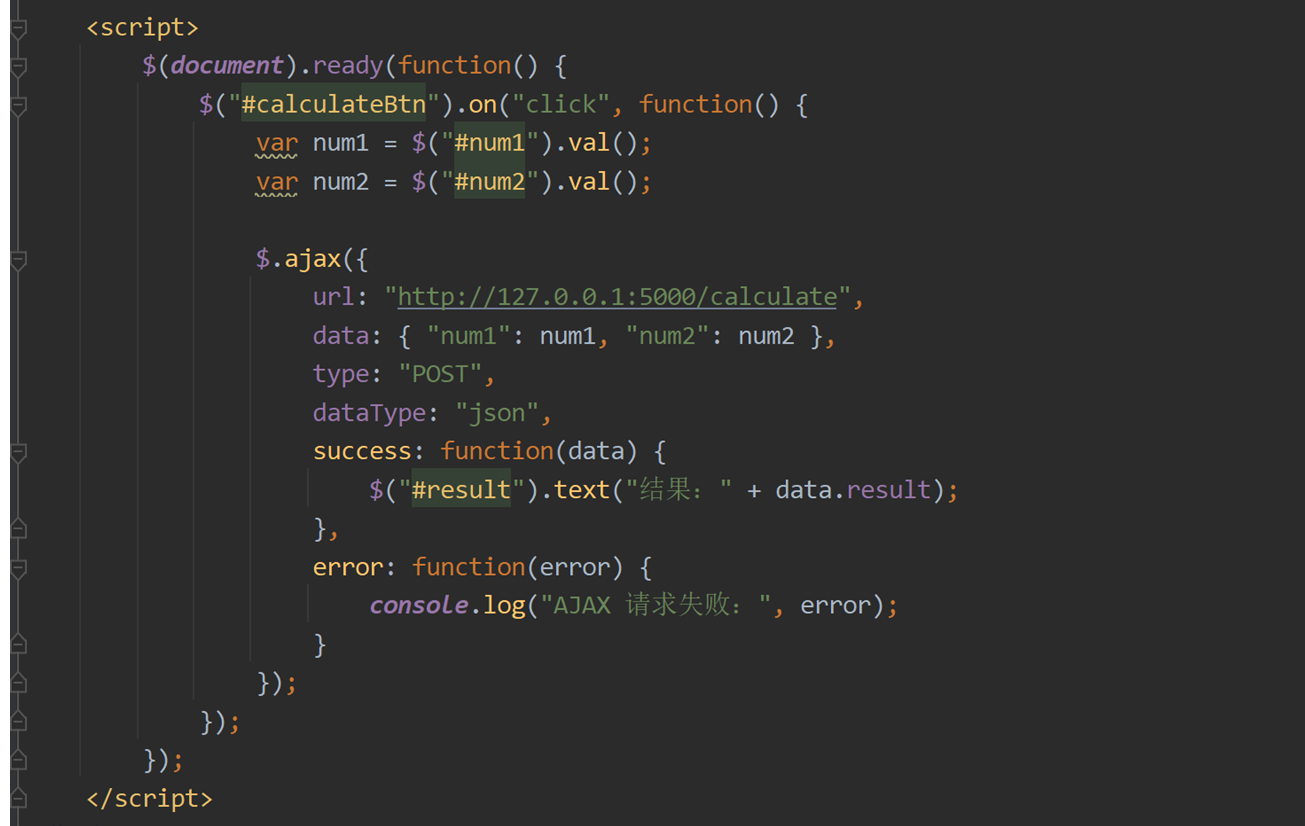 <script>
$(document).ready(function() {
$("#calculateBtn").on("click", function() {
var num1 = $("#num1").val();
var num2 = $("#num2").val();
$.ajax({
url: "http://127.0.0.1:5000/calculate",
data: { "num1": num1, "num2": num2 },
type: "POST",
dataType: "json",
success: function(data) {
$("#result").text("结果：" + data.result);
},
error: function(error) {
console.log("AJAX 请求失败：", error);
}
});
});
});
</script>